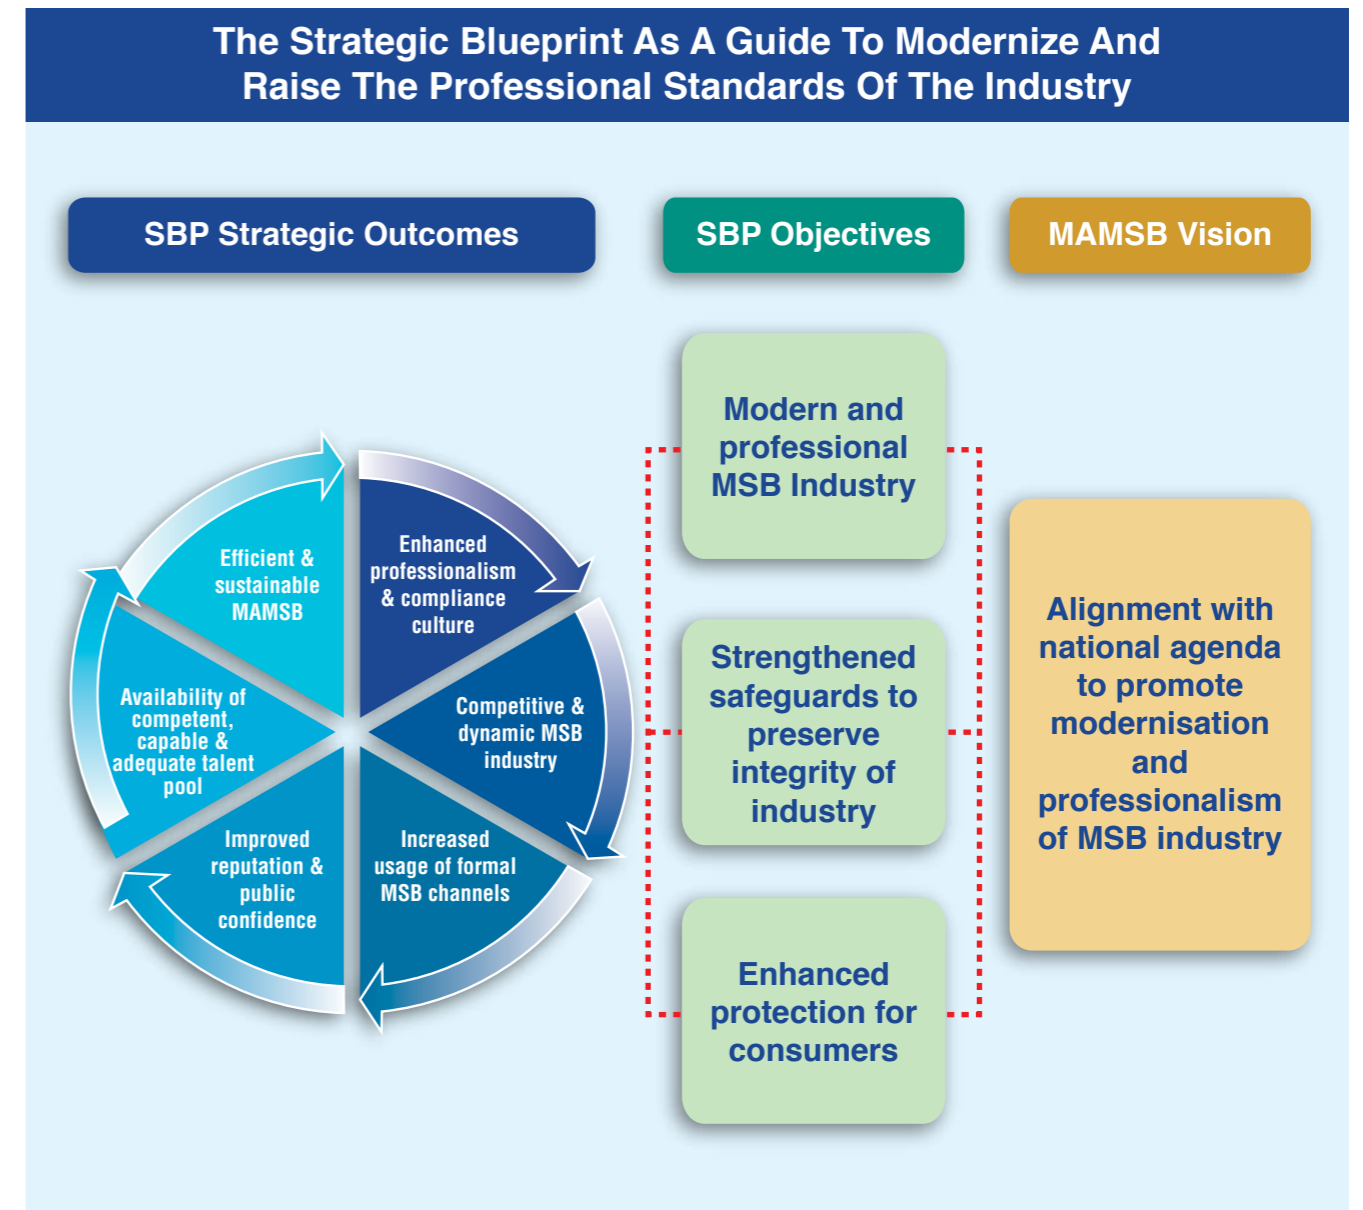 The Strategic Blueprint As A Guide To Modernize And
Raise The Professional Standards Of The Industry
SBP Strategic Outcomes
SBP Objectives
MAMSB Vision
Enhanced
professionalism
& compliance
culture
Competitive &
dynamic MSB
industry
Increased
usage of formal
MSB channels
Improved
reputation &
public
confidence
Availability of
competent,
capable &
adequate talent
pool
Efficient &
sustainable
MAMSB
Modern and
professional
MSB Industry
Strengthened
safeguards to
preserve
integrity of
industry
Enhanced
protection for
consumers
Alignment with
national agenda
to promote
modernisation
and
professionalism
of MSB industry